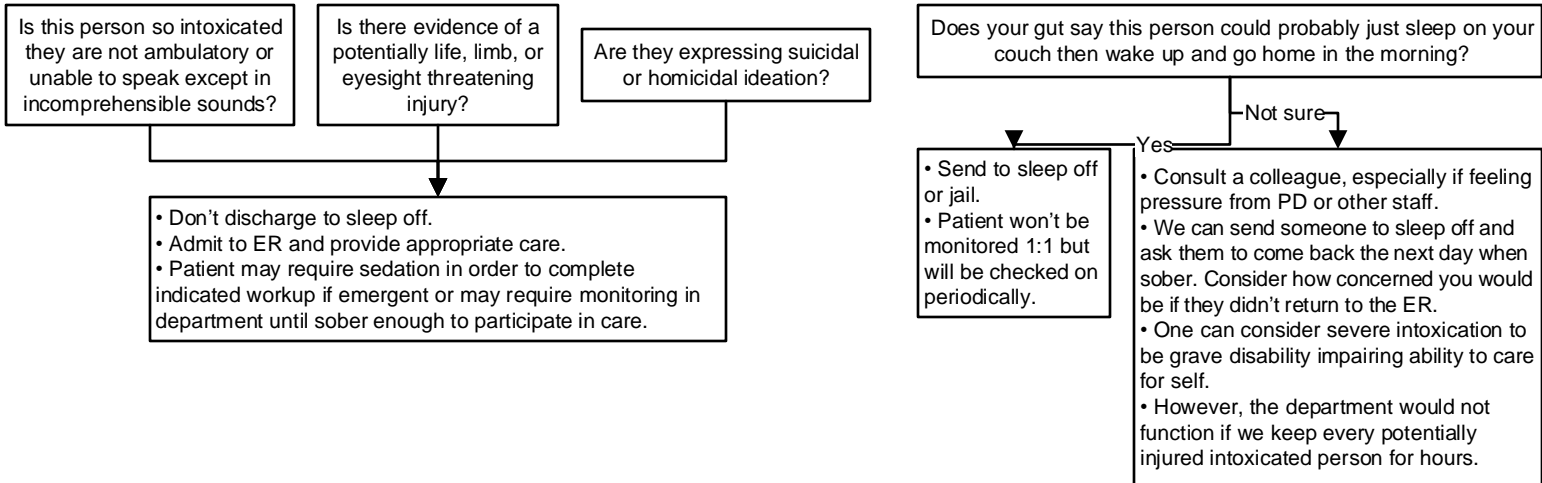 Is this person so intoxicated
they are not ambulatory or
unable to speak except in
incomprehensible sounds?
Is there evidence of a
potentially life, limb, or
eyesight threatening
injury?
Are they expressing suicidal
or homicidal ideation?
• Don’t discharge to sleep off.
• Admit to ER and provide appropriate care.
• Patient may require sedation in order to complete
indicated workup if emergent or may require monitoring in
department until sober enough to participate in care.
Does your gut say this person could probably just sleep on your
couch then wake up and go home in the morning?
Not sure
Yes
• Send to sleep off
or jail.
• Patient won’t be
monitored 1:1 but
will be checked on
periodically.
• Consult a colleague, especially if feeling
pressure from PD or other staff.
• We can send someone to sleep off and
ask them to come back the next day when
sober. Consider how concerned you would
be if they didn’t return to the ER.
• One can consider severe intoxication to
be grave disability impairing ability to care
for self.
• However, the department would not
function if we keep every potentially
injured intoxicated person for hours.